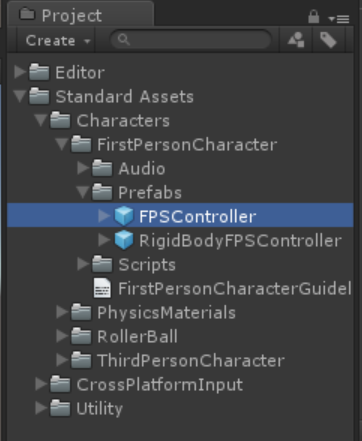 Project
Create
Editor
Standard Assets
Characters
FirstPersonCharacter
Audio
Prefabs
FPSController
RigidBodyFPSController
Scripts
FirstPersonCharacterGuidel
PhysicsMaterials
RollerBall
ThirdPersonCharacter
CrossPlatformInput
Utility